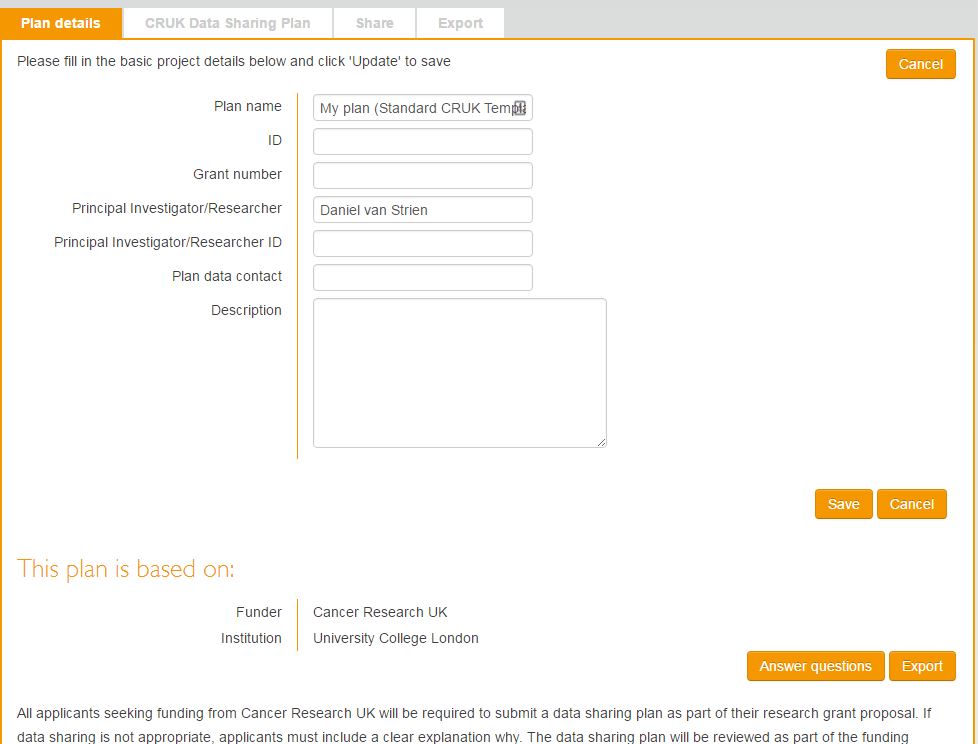 Plan details CRUK Data Sharing Plan Share Export
Please fill in the basic project details below and click 'Update' to save
Cancel
Plan name My plan (Standard CRUK
ID
Grant number
Principal Investigator/Researcher Daniel van Strien
Principal Investigator/Researcher ID
Plan data contact
Description
Save Cancel
This plan is based on:
Funder Cancer Research UK
Institution University College London
Answer questions Export
All applicants seeking funding from Cancer Research UK will be required to submit a data sharing plan as part of their research grant proposal. If
data sharing is not appropriate, applicants must include a clear explanation why. The data sharing plan will be reviewed as part of the funding